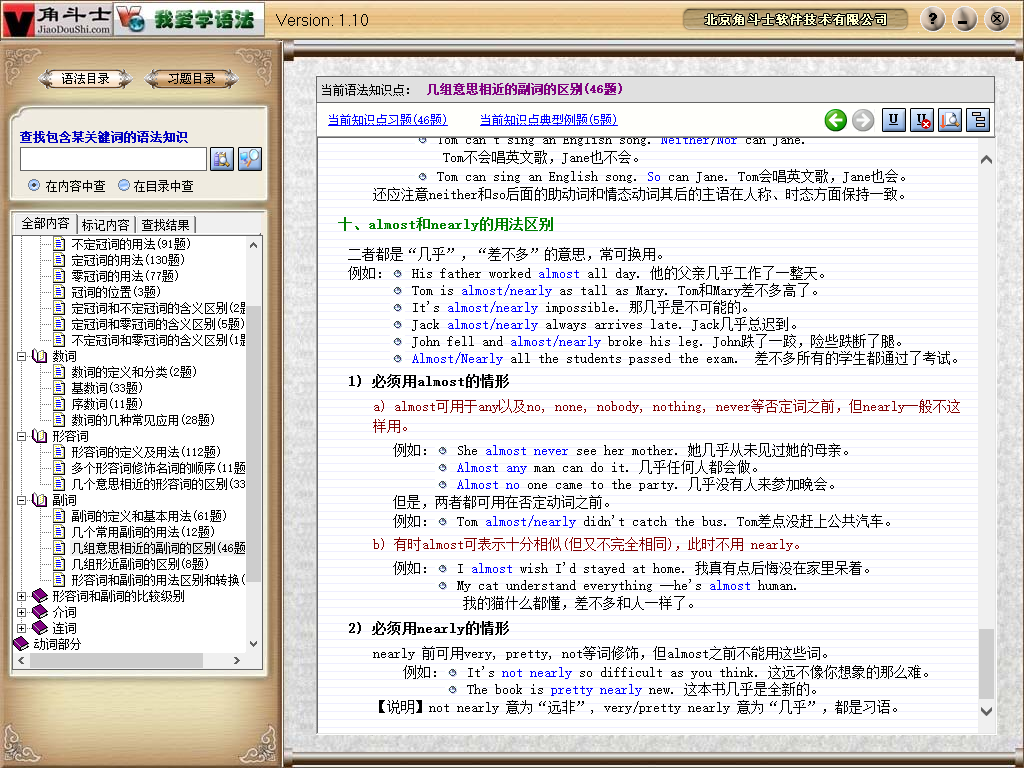 角斗士
JiaoDouShi.com
我爱学语法
Version: 1.10
北京角斗士软件技术有限公司
语法目录
习题目录
查找包含某关键词的语法知识
在内容中查
在目录中查
全部内容
标记内容
查找结果
不定冠词的用法(91题)
定冠词的用法(130题)
零冠词的用法(77题)
冠词的位置(3题)
定冠词和不定冠词的含义区别(2题
定冠词和零冠词的含义区别(5题)
不定冠词和零冠词的含义区别(1题
数词
数词的定义和分类(2题)
基数词(33题)
序数词(11题)
数词的几种常见应用(28题)
形容词
形容词的定义及用法(112题)
多个形容词修饰名词的顺序(11题
几个意思相近的形容词的区别(33
副词
副词的定义和基本用法(61题)
几个常用副词的用法(12题)
几组意思相近的副词的区别(46题
几组形近副词的区别(8题)
形容词和副词的用法区别和转换(
形容词和副词的比较级别
介词
连词
动词部分
当前语法知识点： 几组意思相近的副词的区别(46题)
当前知识点习题(46题)
当前知识点典型例题(5题)
Tom can't sing an English song. Neither/Nor can Jane.
Tom不会唱英文歌，Jane也不会。
Tom can sing an English song. So can Jane. Tom会唱英文歌，Jane也会。
还应注意neither和so后面的助动词和情态动词其后的主语在人称、时态方面保持一致。
十、almost和nearly的用法区别
二者都是“几乎”，“差不多”的意思，常可换用。
例如： His father worked almost all day. 他的父亲几乎工作了一整天。
Tom is almost/nearly as tall as Mary. Tom和Mary差不多高了。
It's almost/nearly impossible. 那几乎是不可能的。
Jack almost/nearly always arrives late. Jack几乎总迟到。
John fell and almost/nearly broke his leg. John跌了一跤，险些跌断了腿。
Almost/Nearly all the students passed the exam. 差不多所有的学生都通过了考试。
1) 必须用almost的情形
a) almost可用于any以及no, none, nobody, nothing, never等否定词之前，但nearly一般不这
样用。
例如： She almost never see her mother. 她几乎从未见过她的母亲。
Almost any man can do it. 几乎任何人都会做。
Almost no one came to the party. 几乎没有人来参加晚会。
但是，两者都可用在否定动词之前。
例如： Tom almost/nearly didn't catch the bus. Tom差点没赶上公共汽车。
b) 有时almost可表示十分相似(但又不完全相同)，此时不用 nearly。
例如： I almost wish I'd stayed at home. 我真有点后悔没在家里呆着。
My cat understand everything —he's almost human.
我的猫什么都懂，差不多和人一样了。
2) 必须用nearly的情形
nearly 前可用very, pretty, not等词修饰，但almost之前不能用这些词。
例如： It's not nearly so difficult as you think. 这远不像你想象的那么难。
The book is pretty nearly new. 这本书几乎是全新的。
【说明】not nearly 意为“远非”, very/pretty nearly 意为“几乎”，都是习语。